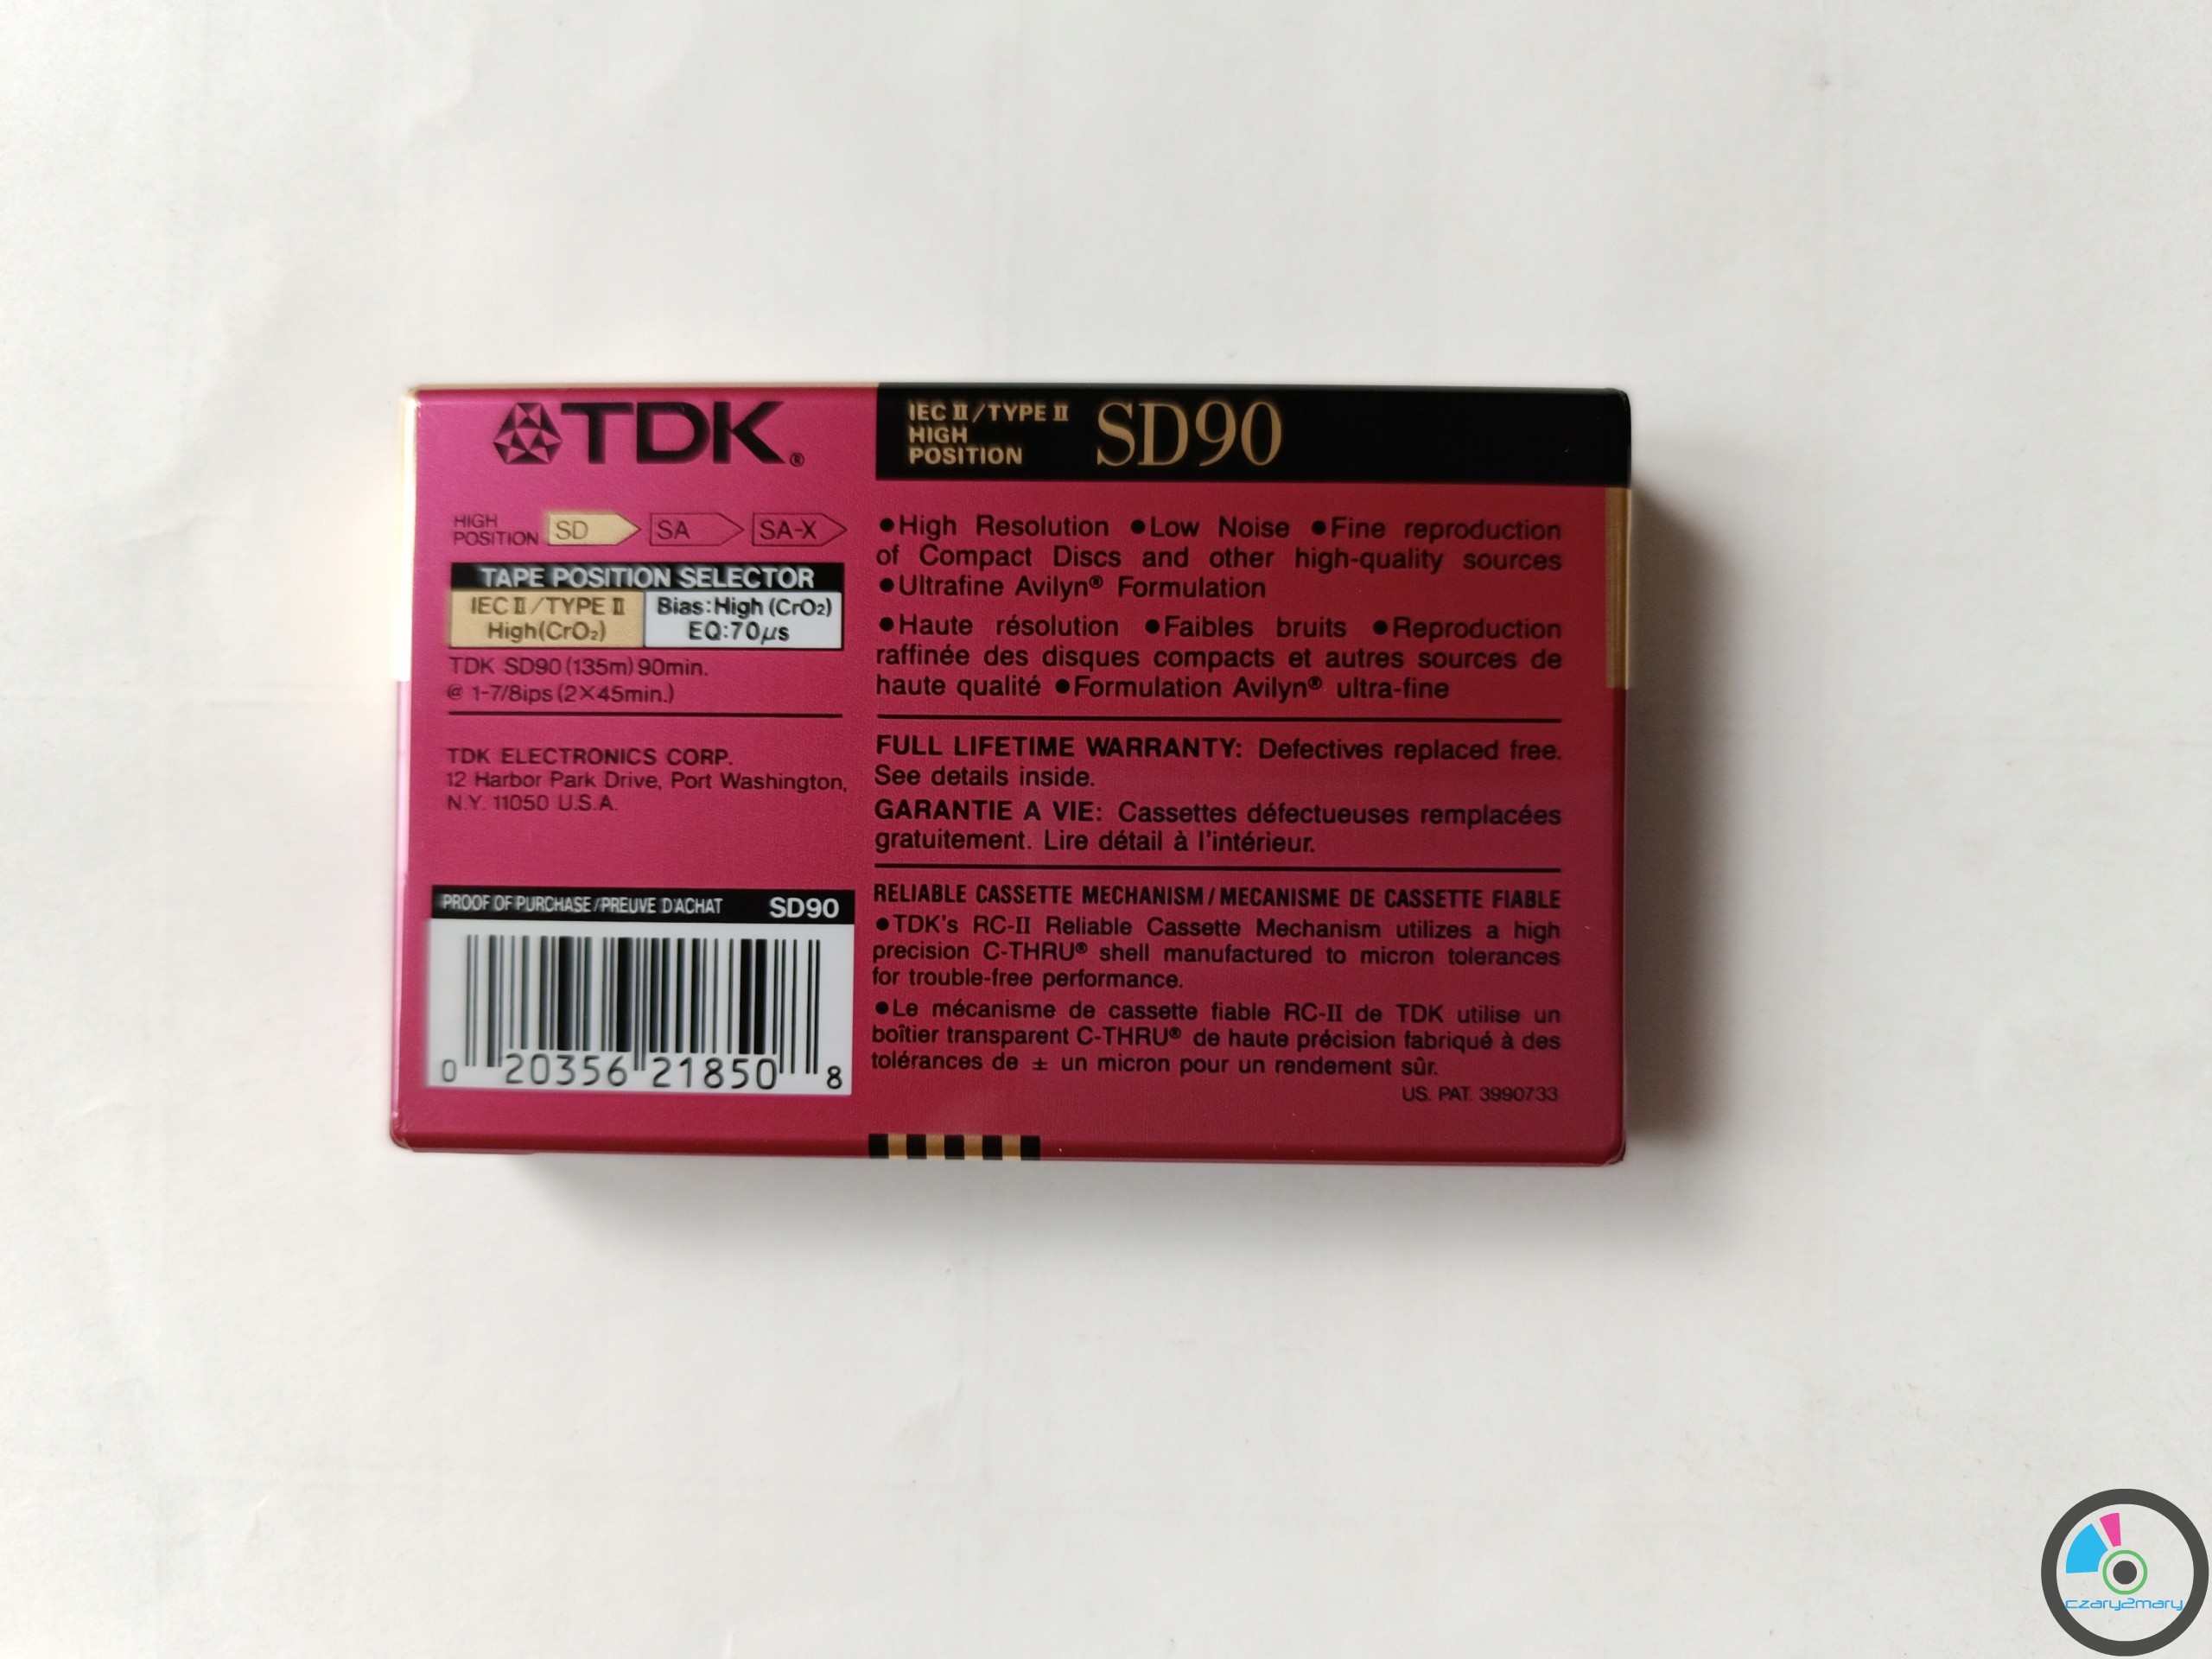 TDK®
IEC II/TYPE II
HIGH
POSITION
SD90
HIGH
POSITION
SD
SA
SA-X
TAPE POSITION SELECTOR
IEC II/TYPE II
High(CrO₂)
Bias:High (CrO₂)
EQ:70µs
TDK SD90 (135m) 90min.
@ 1-7/8ips (2×45min.)
TDK ELECTRONICS CORP.
12 Harbor Park Drive, Port Washington,
N.Y. 11050 U.S.A.
PROOF OF PURCHASE/PREUVE D'ACHAT SD90
0 20356 21850 8
●High Resolution ●Low Noise ●Fine reproduction
of Compact Discs and other high-quality sources
●Ultrafine Avilyn® Formulation
●Haute résolution ●Faibles bruits ●Reproduction
raffinée des disques compacts et autres sources de
haute qualité ●Formulation Avilyn® ultra-fine
FULL LIFETIME WARRANTY: Defectives replaced free.
See details inside.
GARANTIE A VIE: Cassettes défectueuses remplacées
gratuitement. Lire détail à l'intérieur.
RELIABLE CASSETTE MECHANISM/MECANISME DE CASSETTE FIABLE
●TDK's RC-II Reliable Cassette Mechanism utilizes a high
precision C-THRU® shell manufactured to micron tolerances
for trouble-free performance.
●Le mécanisme de cassette fiable RC-II de TDK utilise un
boîtier transparent C-THRU® de haute précision fabriqué à des
tolérances de ± un micron pour un rendement sûr.
US. PAT. 3990733
czary2mary